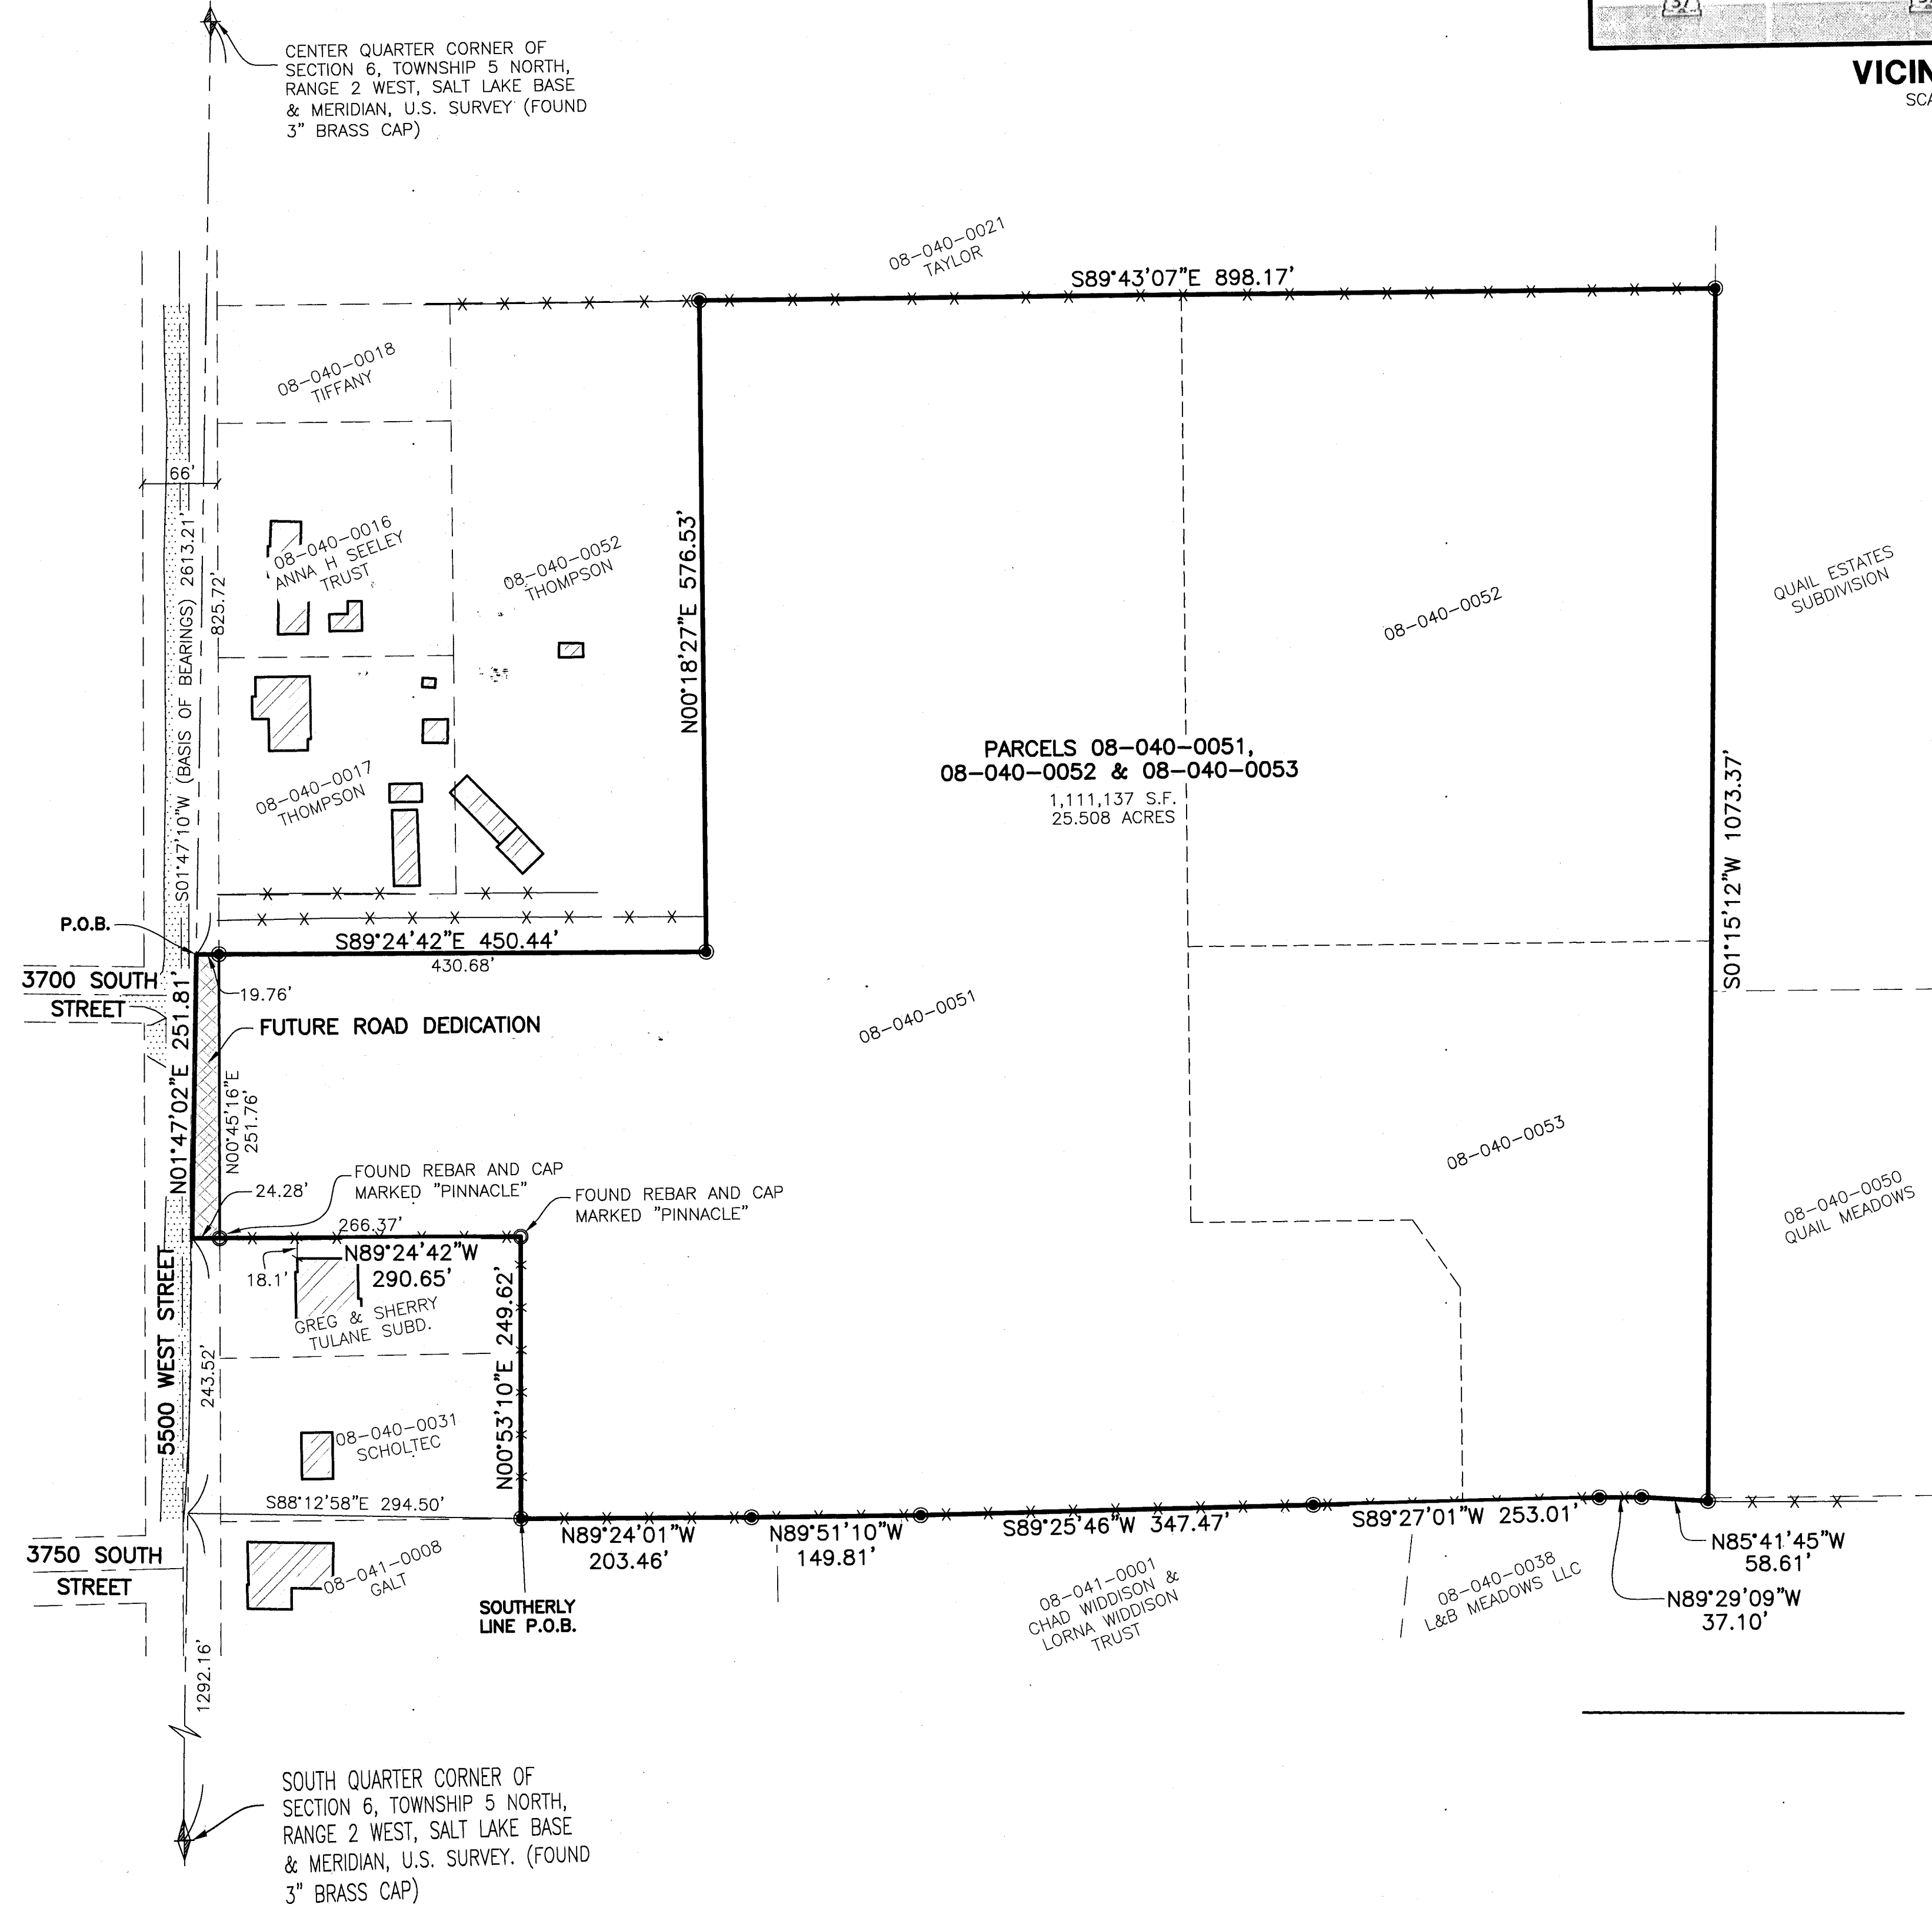 37
VICIN
SCA
CENTER QUARTER CORNER OF
SECTION 6, TOWNSHIP 5 NORTH,
RANGE 2 WEST, SALT LAKE BASE
& MERIDIAN, U.S. SURVEY (FOUND
3" BRASS CAP)
08-040-0021
TAYLOR
S89°43'07"E 898.17'
08-040-0018
TIFFANY
66'
S01°47'10"W (BASIS OF BEARINGS) 2613.21'
825.72'
08-040-0016
ANNA H SEELEY
TRUST
08-040-0052
THOMPSON
N00°18'27"E 576.53'
08-040-0052
QUAIL ESTATES
SUBDIVISION
PARCELS 08-040-0051,
08-040-0052 & 08-040-0053
1,111,137 S.F.
25.508 ACRES
S01°15'12"W 1073.37'
08-040-0017
THOMPSON
P.O.B.
S89°24'42"E 450.44'
430.68'
3700 SOUTH
STREET
19.76'
FUTURE ROAD DEDICATION
N01°47'02"E 251.81'
N00°45'16"E
251.76'
08-040-0051
08-040-0053
24.28'
FOUND REBAR AND CAP
MARKED "PINNACLE"
FOUND REBAR AND CAP
MARKED "PINNACLE"
266.37'
N89°24'42"W
290.65'
18.1'
08-040-0050
QUAIL MEADOWS
5500 WEST STREET
GREG & SHERRY
TULANE SUBD.
N00°53'10"E 249.62'
243.52'
08-040-0031
SCHOLTEC
S88°12'58"E 294.50'
N89°24'01"W
203.46'
N89°51'10"W
149.81'
S89°25'46"W 347.47'
S89°27'01"W 253.01'
N85°41'45"W
58.61'
N89°29'09"W
37.10'
3750 SOUTH
STREET
08-041-0008
GALT
SOUTHERLY
LINE P.O.B.
08-041-0001
CHAD WIDDISON &
LORNA WIDDISON
TRUST
08-040-0038
L&B MEADOWS LLC
1292.16'
SOUTH QUARTER CORNER OF
SECTION 6, TOWNSHIP 5 NORTH,
RANGE 2 WEST, SALT LAKE BASE
& MERIDIAN, U.S. SURVEY. (FOUND
3" BRASS CAP)